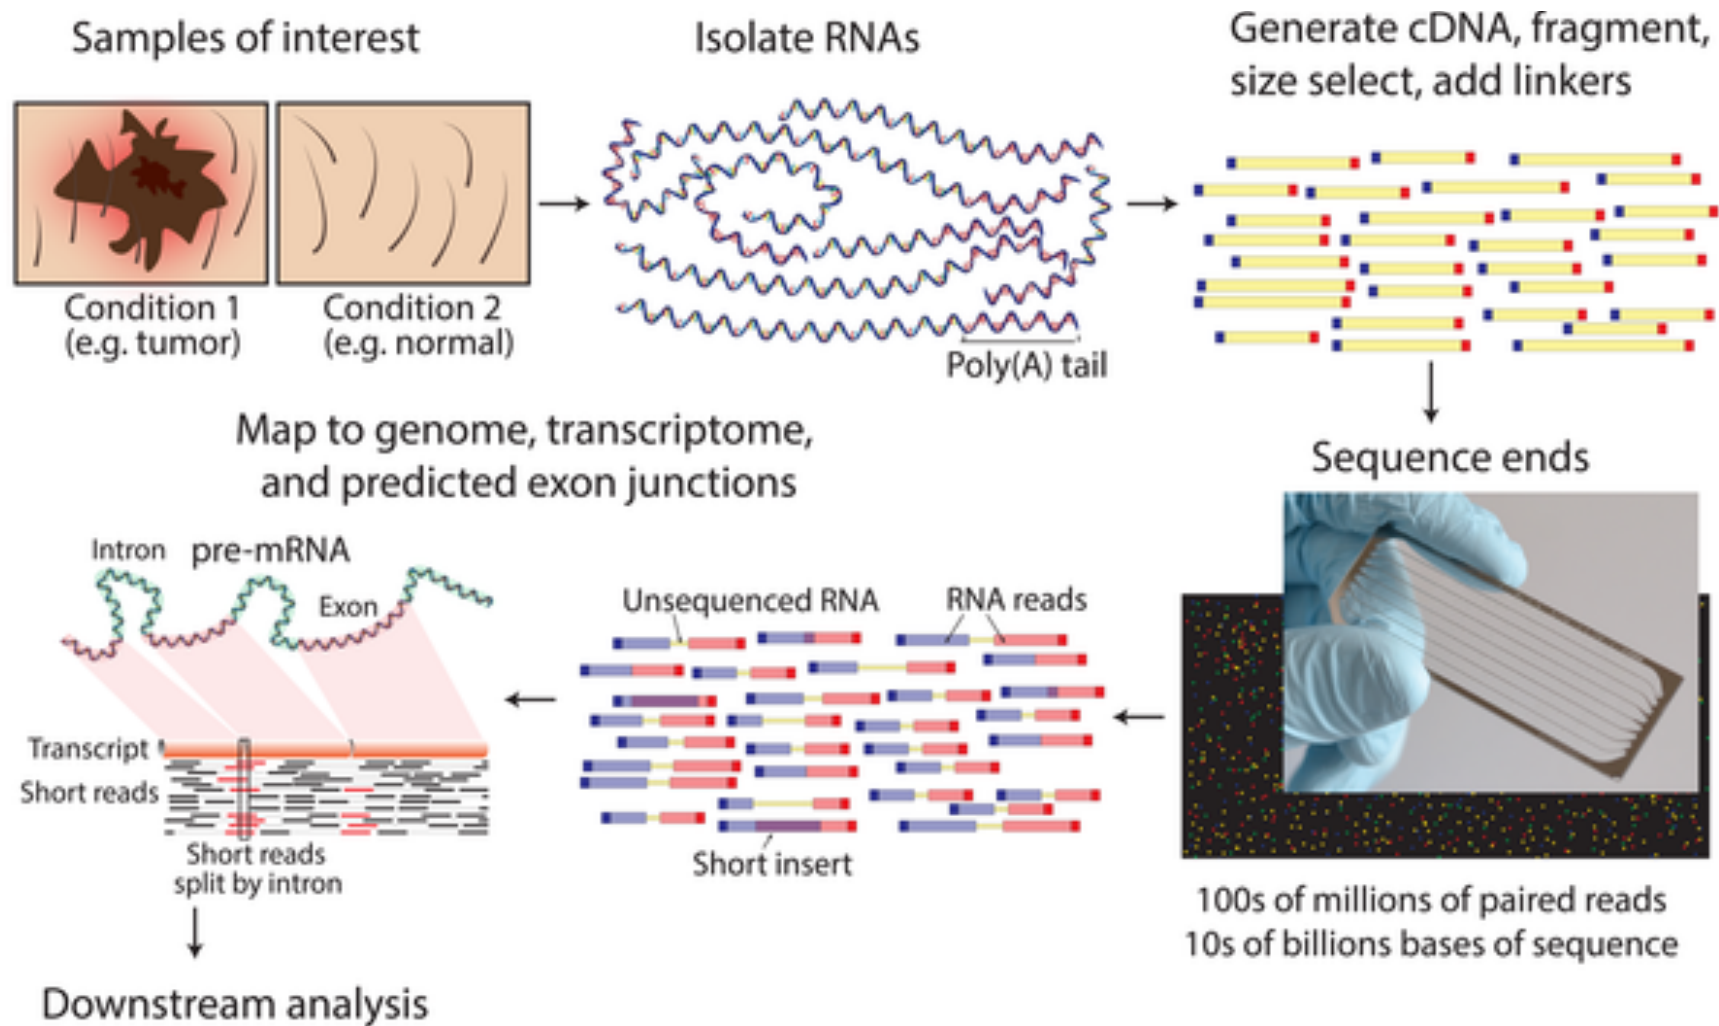 Samples of interest
Isolate RNAs
Generate cDNA, fragment,
size select, add linkers
Condition 1
(e.g. tumor)
Condition 2
(e.g. normal)
Poly(A) tail
Map to genome, transcriptome,
and predicted exon junctions
Sequence ends
Intron
pre-mRNA
Exon
Unsequenced RNA
RNA reads
Transcript
Short reads
Short reads
split by intron
Short insert
100s of millions of paired reads
10s of billions bases of sequence
Downstream analysis